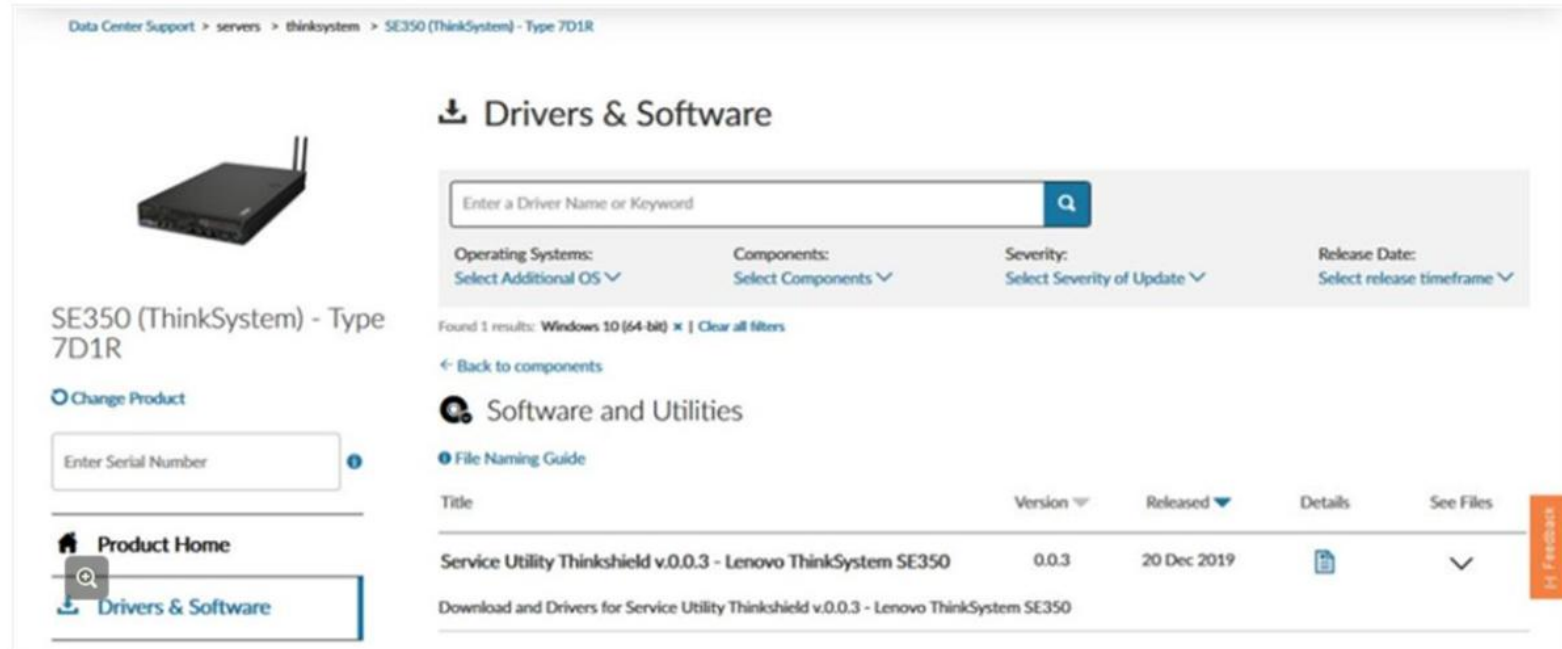 Data Center Support > servers > thinksystem > SE350 (ThinkSystem) - Type 7D1R
Drivers & Software
Enter a Driver Name or Keyword
Operating Systems:
Select Additional OS
Components:
Select Components
Severity:
Select Severity of Update
Release Date:
Select release timeframe
SE350 (ThinkSystem) - Type
7D1R
Change Product
Enter Serial Number
Product Home
Drivers & Software
Found 1 results: Windows 10 (64-bit) × | Clear all filters
← Back to components
Software and Utilities
File Naming Guide
Title Version Released Details See Files
Service Utility Thinkshield v.0.0.3 - Lenovo ThinkSystem SE350 0.0.3 20 Dec 2019
Download and Drivers for Service Utility Thinkshield v.0.0.3 - Lenovo ThinkSystem SE350
[-] Feedback